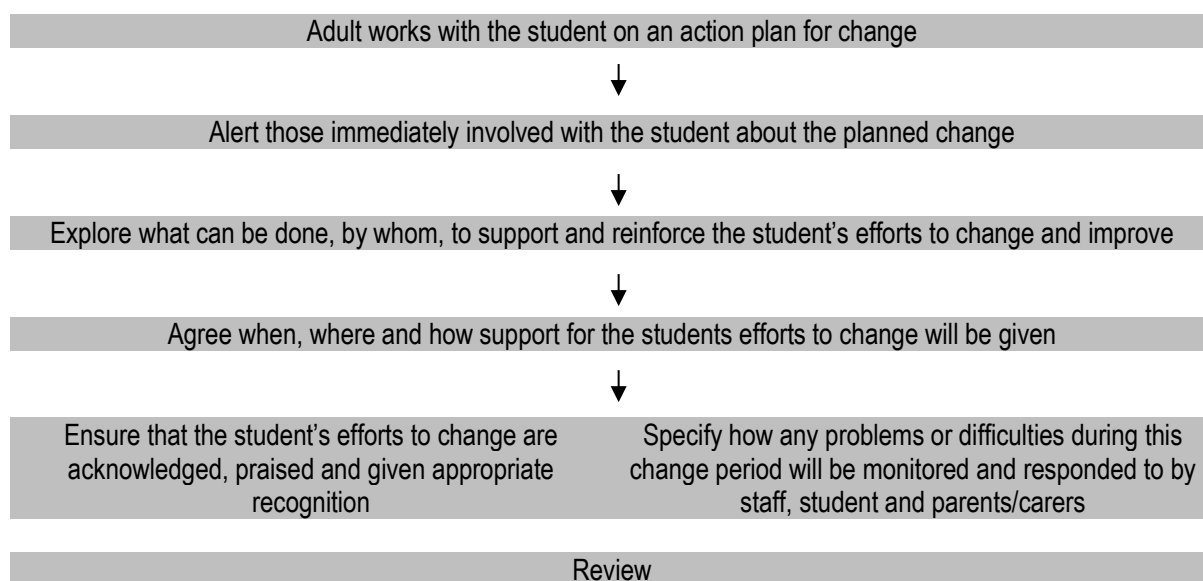 Adult works with the student on an action plan for change
Alert those immediately involved with the student about the planned change
Explore what can be done, by whom, to support and reinforce the student’s efforts to change and improve
Agree when, where and how support for the students efforts to change will be given
Ensure that the student’s efforts to change are
acknowledged, praised and given appropriate
recognition
Specify how any problems or difficulties during this
change period will be monitored and responded to by
staff, student and parents/carers
Review